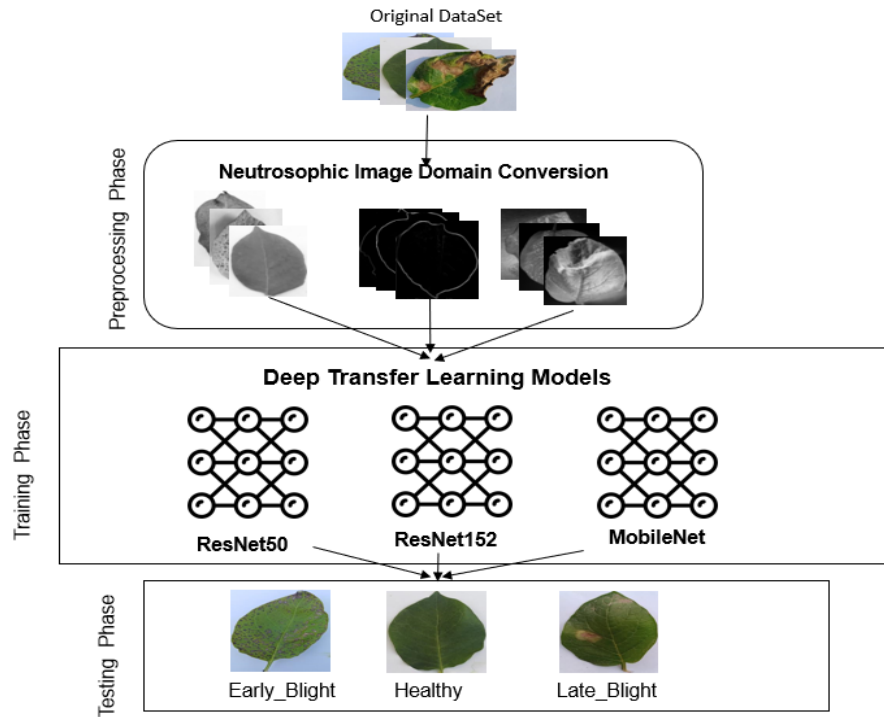 Original DataSet
Preprocessing Phase
Neutrosophic Image Domain Conversion
Training Phase
Deep Transfer Learning Models
ResNet50
ResNet152
MobileNet
Testing Phase
Early_Blight
Healthy
Late_Blight